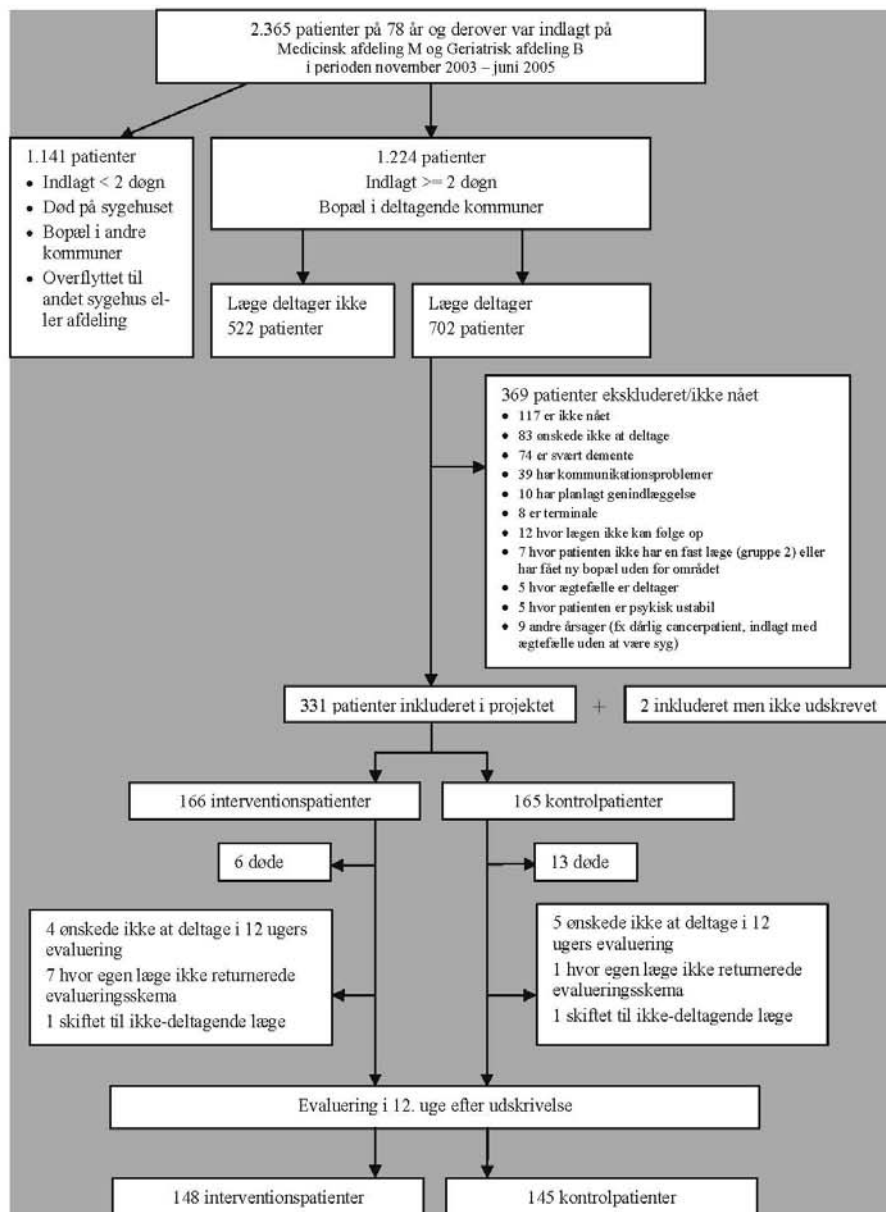 2.365 patienter på 78 år og derover var indlagt på
Medicinsk afdeling M og Geriatrisk afdeling B
i perioden november 2003 – juni 2005
1.141 patienter
• Indlagt < 2 døgn
• Død på sygehuset
• Bopæl i andre
kommuner
• Overflyttet til
andet sygehus el-
ler afdeling
1.224 patienter
Indlagt >= 2 døgn
Bopæl i deltagende kommuner
Læge deltager ikke
522 patienter
Læge deltager
702 patienter
369 patienter ekskluderet/ikke nået
• 117 er ikke nået
• 83 ønskede ikke at deltage
• 74 er svært demente
• 39 har kommunikationsproblemer
• 10 har planlagt genindlæggelse
• 8 er terminale
• 12 hvor lægen ikke kan følge op
• 7 hvor patienten ikke har en fast læge (gruppe 2) eller
har fået ny bopæl uden for området
• 5 hvor ægtefælle er deltager
• 5 hvor patienten er psykisk ustabil
• 9 andre årsager (fx dårlig cancerpatient, indlagt med
ægtefælle uden at være syg)
331 patienter inkluderet i projektet
+
2 inkluderet men ikke udskrevet
166 interventionspatienter
165 kontrolpatienter
6 døde
13 døde
4 ønskede ikke at deltage i 12 ugers
evaluering
7 hvor egen læge ikke returnerede
evalueringsskema
1 skiftet til ikke-deltagende læge
5 ønskede ikke at deltage i 12
ugers evaluering
1 hvor egen læge ikke returnerede
evalueringsskema
1 skiftet til ikke-deltagende læge
Evaluering i 12. uge efter udskrivelse
148 interventionspatienter
145 kontrolpatienter